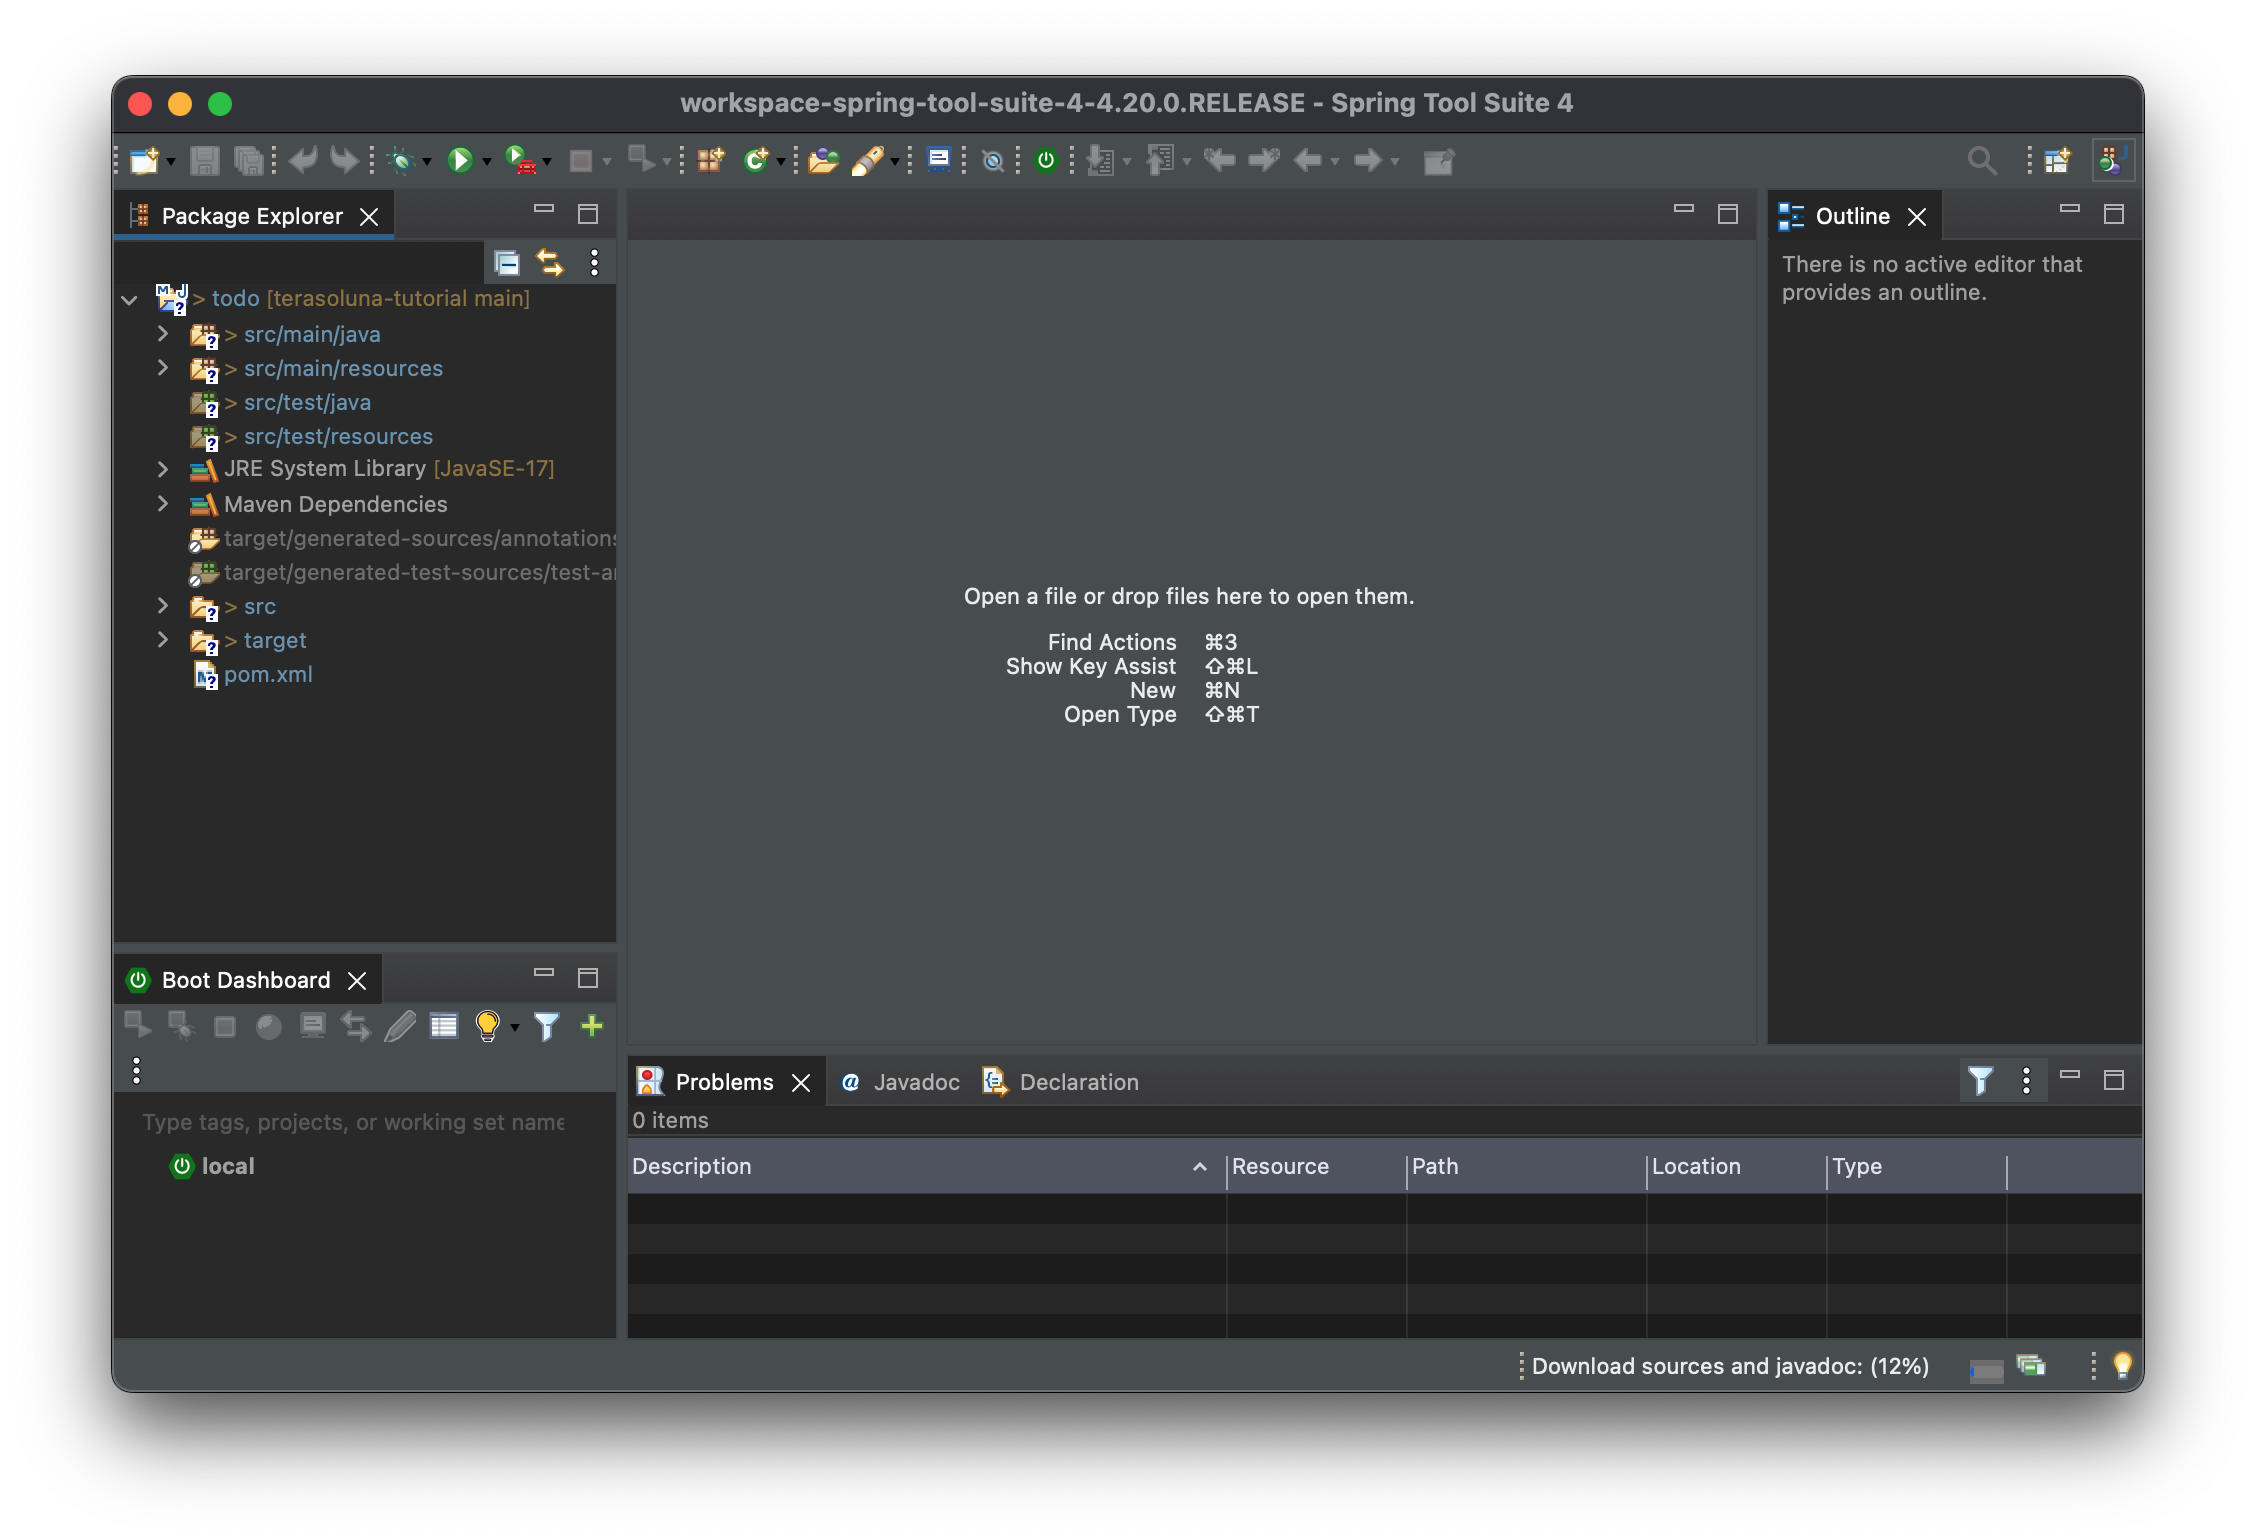 workspace-spring-tool-suite-4-4.20.0.RELEASE - Spring Tool Suite 4
Package Explorer
> todo [terasoluna-tutorial main]
> src/main/java
> src/main/resources
> src/test/java
> src/test/resources
JRE System Library [JavaSE-17]
Maven Dependencies
target/generated-sources/annotations
target/generated-test-sources/test-a
> src
> target
pom.xml
Open a file or drop files here to open them.
Find Actions ⌘3
Show Key Assist ⇧⌘L
New ⌘N
Open Type ⇧⌘T
Outline
There is no active editor that
provides an outline.
Boot Dashboard
Type tags, projects, or working set name
local
Problems
Javadoc
Declaration
0 items
Description Resource Path Location Type
Download sources and javadoc: (12%)